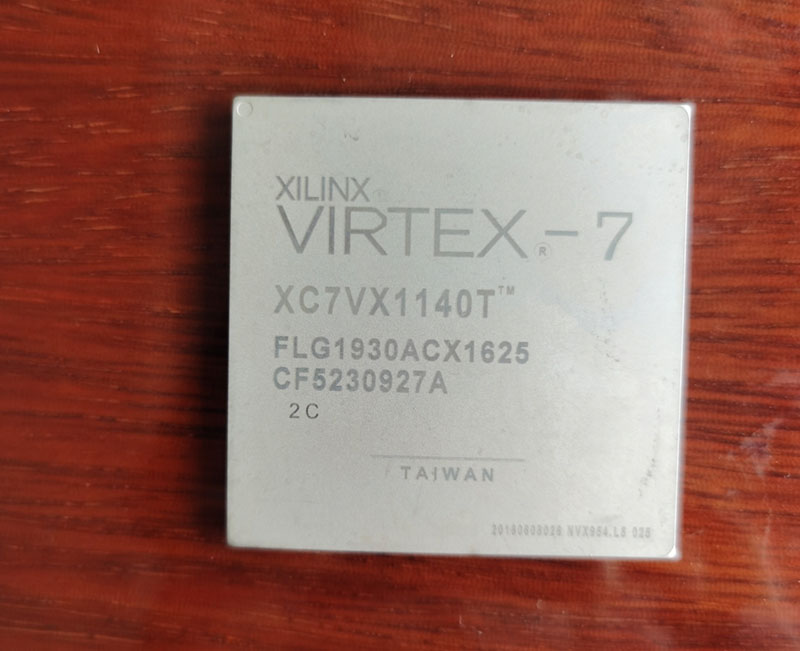 XILINX
VIRTEX® - 7
XC7VX1140T™
FLG1930ACX1625
CF5230927A
2C
TAIWAN